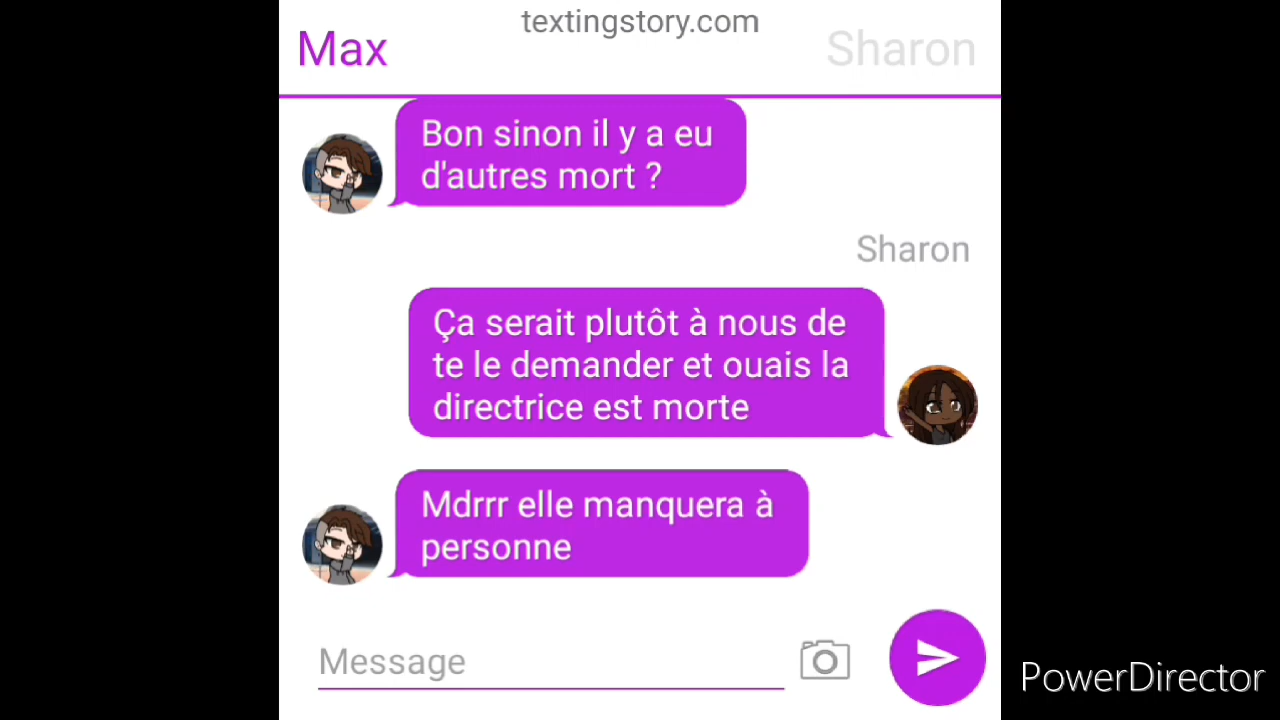 textingstory.com
Max
Sharon
Bon sinon il y a eu
d'autres mort ?
Sharon
Ça serait plutôt à nous de
te le demander et ouais la
directrice est morte
Mdrrr elle manquera à
personne
Message
PowerDirector